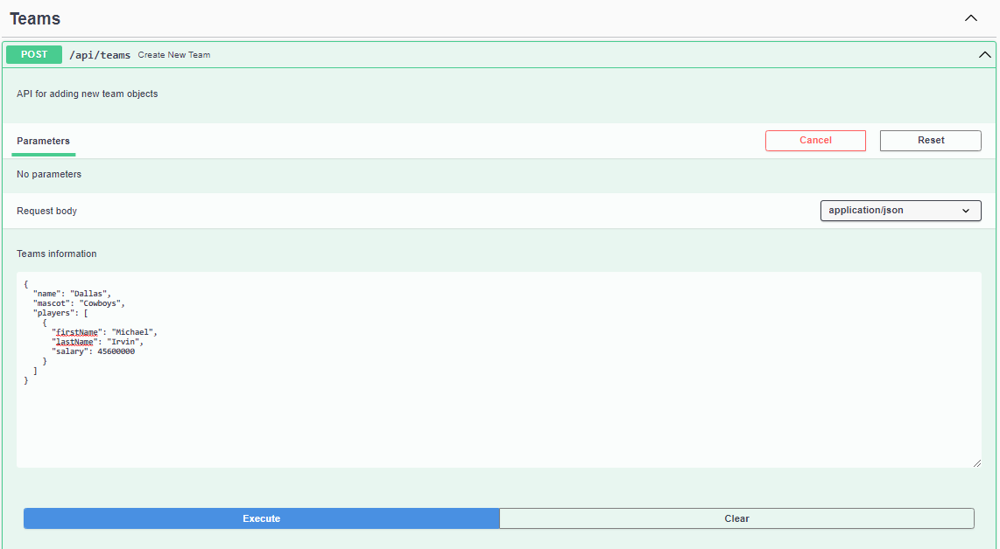 Teams
POST /api/teams Create New Team
API for adding new team objects
Parameters Cancel Reset
No parameters
Request body application/json
Teams information
{
"name": "Dallas",
"mascot": "Cowboys",
"players": [
{
"firstName": "Michael",
"lastName": "Irvin",
"salary": 45600000
}
]
}
Execute Clear